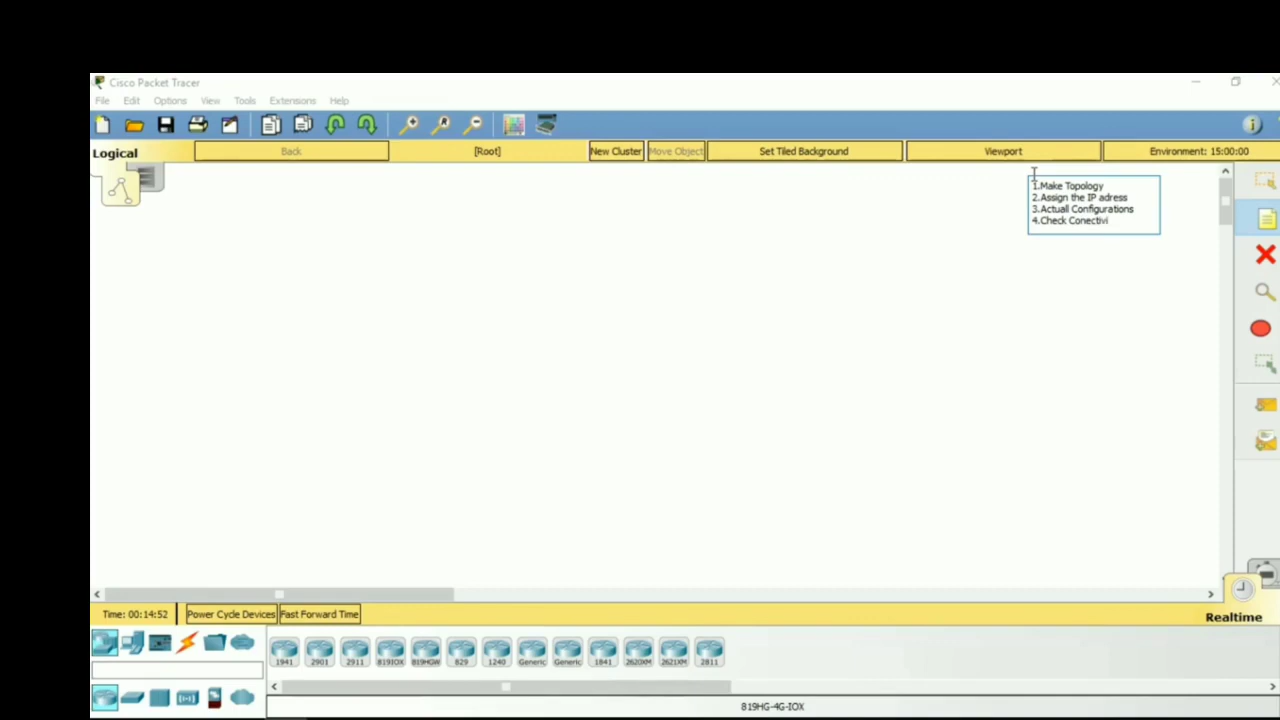 Cisco Packet Tracer
File Edit Options View Tools Extensions Help
Logical Back [Root] New Cluster Move Object Set Tiled Background Viewport Environment: 15:00:00
1.Make Topology
2.Assign the IP adress
3.Actuall Configurations
4.Check Conectivi
Time: 00:14:52 Power Cycle Devices Fast Forward Time
Realtime
1941 2901 2911 819IOX 819HGW 829 1240 Generic Generic 1841 2620XM 2621XM 2811
819HG-4G-IOX